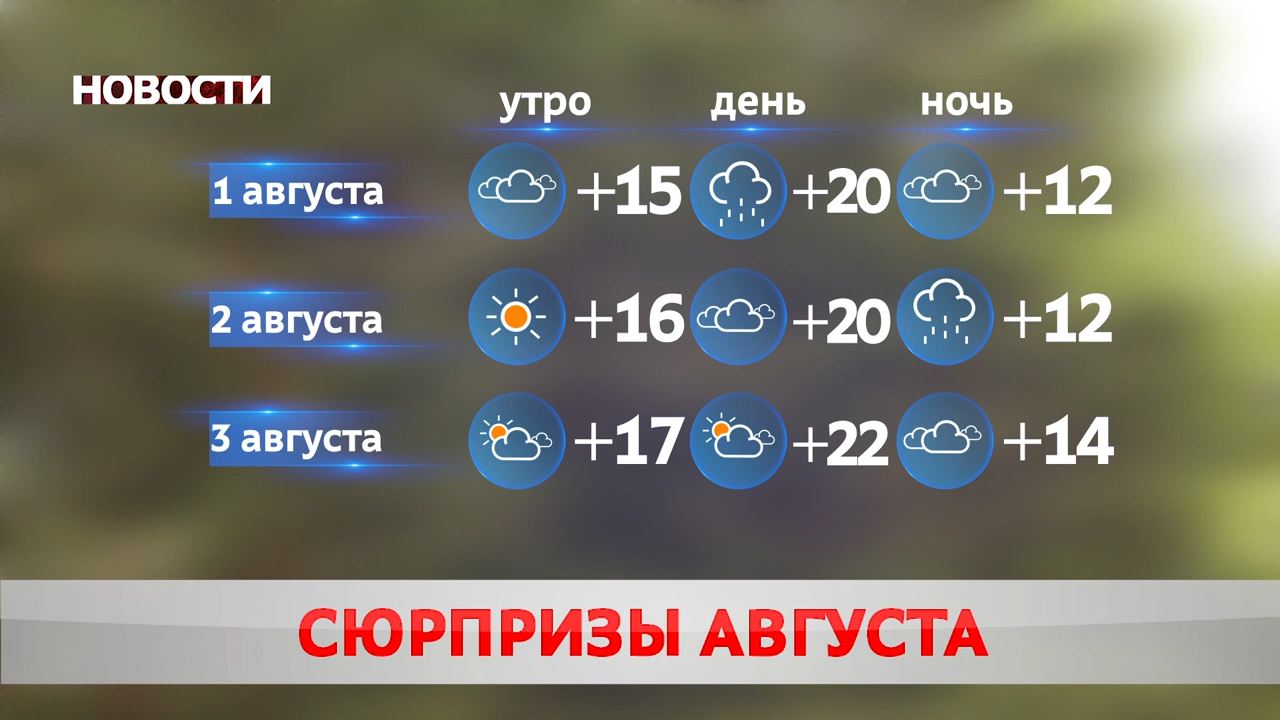 НОВОСТИ
утро день ночь
1 августа +15 +20 +12
2 августа +16 +20 +12
3 августа +17 +22 +14
СЮРПРИЗЫ АВГУСТА